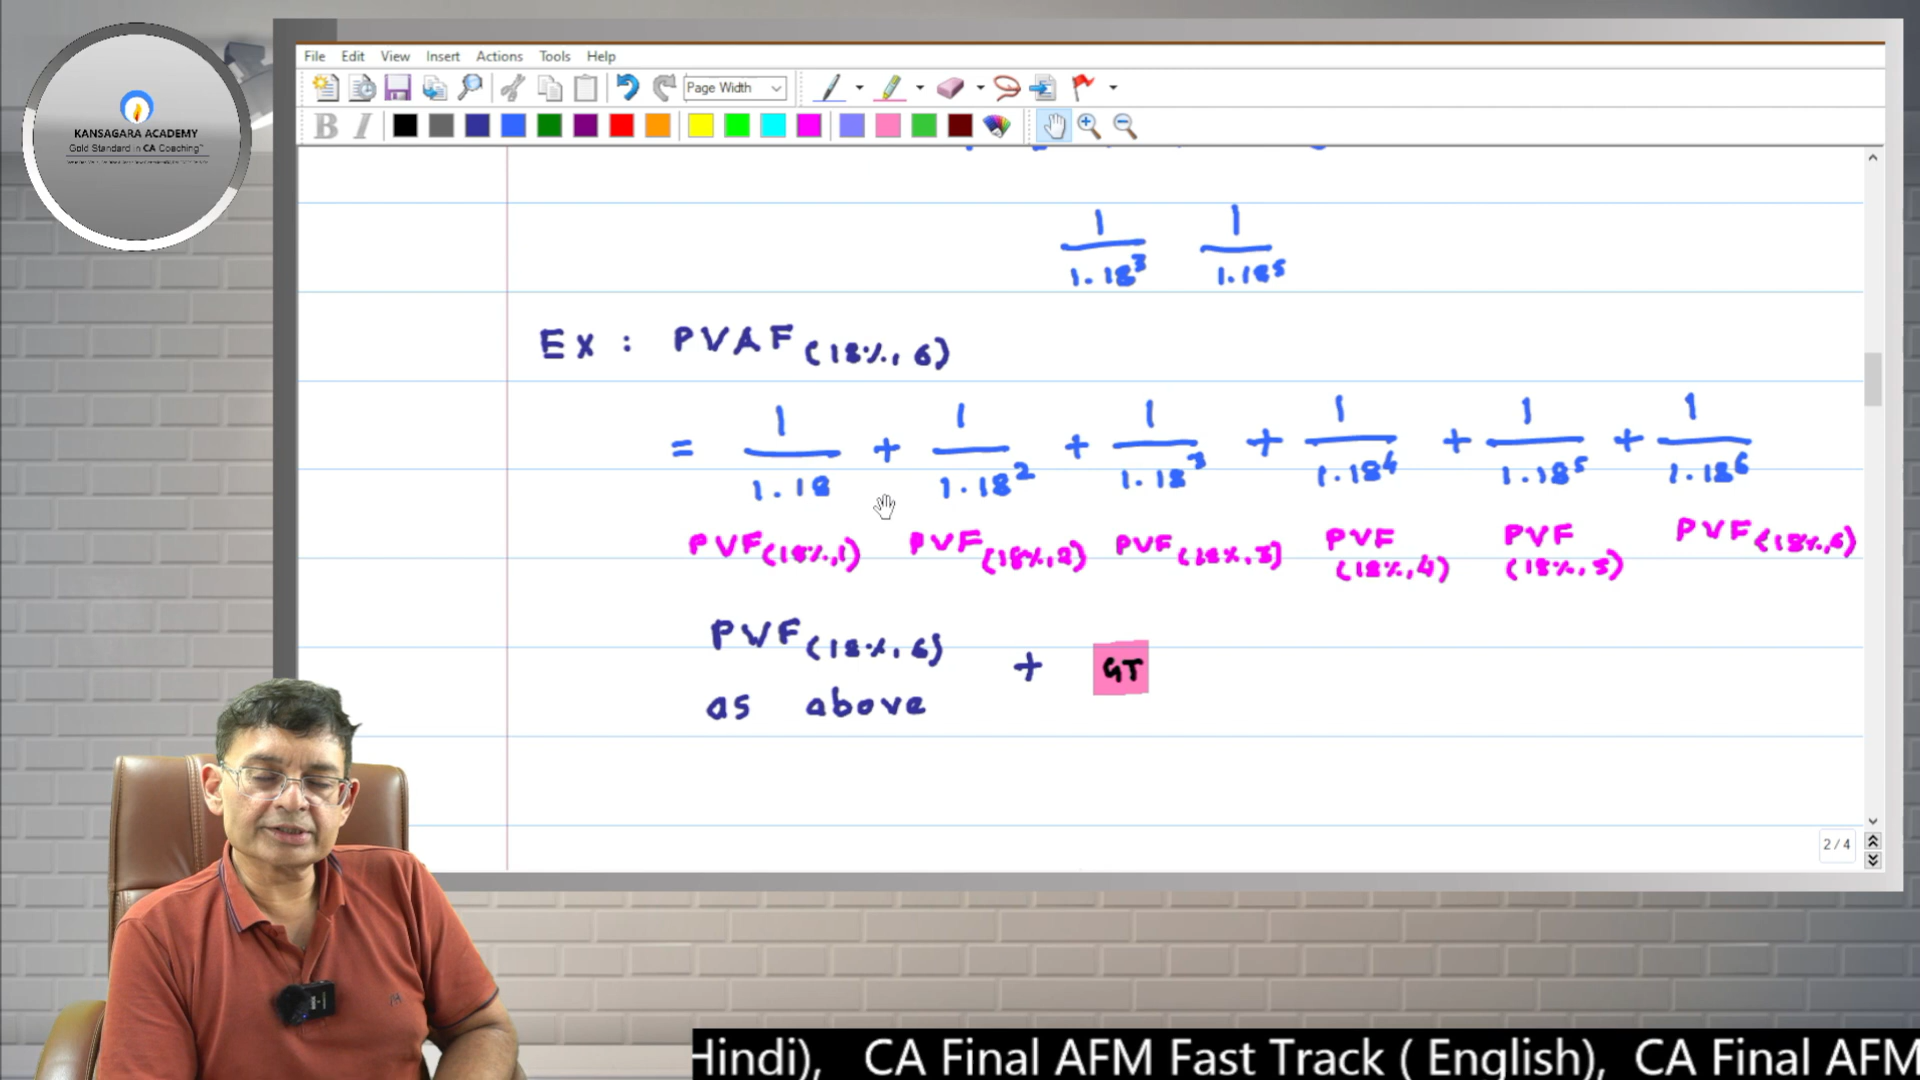 KANSAGARA ACADEMY
Gold Standard in CA Coaching™
File Edit View Insert Actions Tools Help
Page Width
B I
1 1
1.18³ 1.18⁵
Ex : PVAF(18%, 6)
= 1 + 1 + 1 + 1 + 1 + 1
1.18 1.18² 1.18³ 1.18⁴ 1.18⁵ 1.18⁶
PVF(18%,1) PVF(18%,2) PVF(18%,3) PVF(18%,4) PVF(18%,5) PVF(18%,6)
PVF(18%, 6) + GT
as above
2 / 4
Hindi), CA Final AFM Fast Track ( English), CA Final AFM